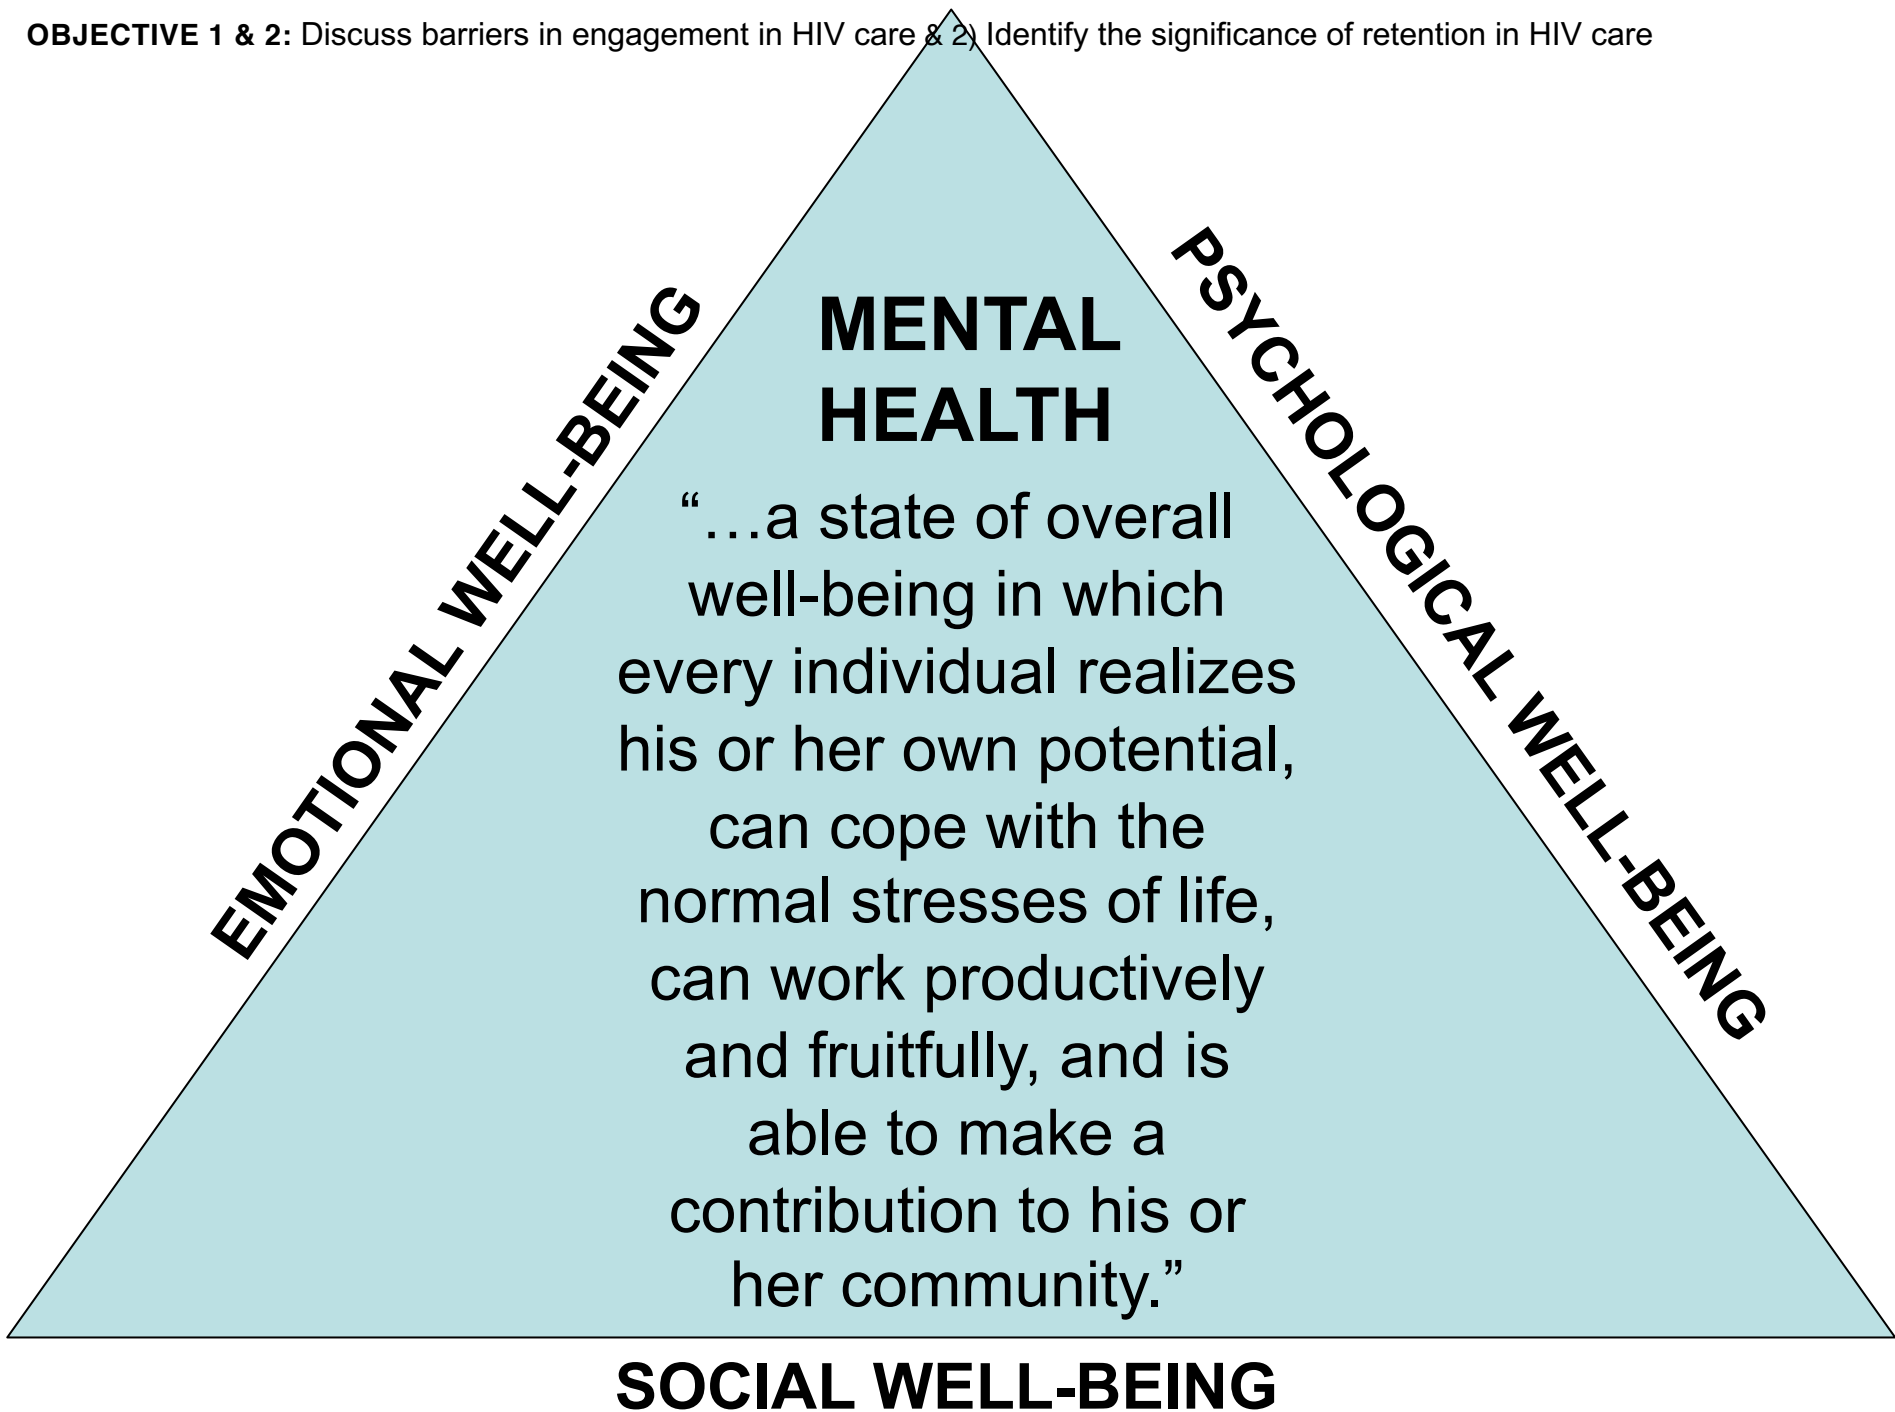 OBJECTIVE 1 & 2: Discuss barriers in engagement in HIV care & 2) Identify the significance of retention in HIV care
EMOTIONAL WELL-BEING
PSYCHOLOGICAL WELL-BEING
MENTAL
HEALTH
“…a state of overall
well-being in which
every individual realizes
his or her own potential,
can cope with the
normal stresses of life,
can work productively
and fruitfully, and is
able to make a
contribution to his or
her community.”
SOCIAL WELL-BEING